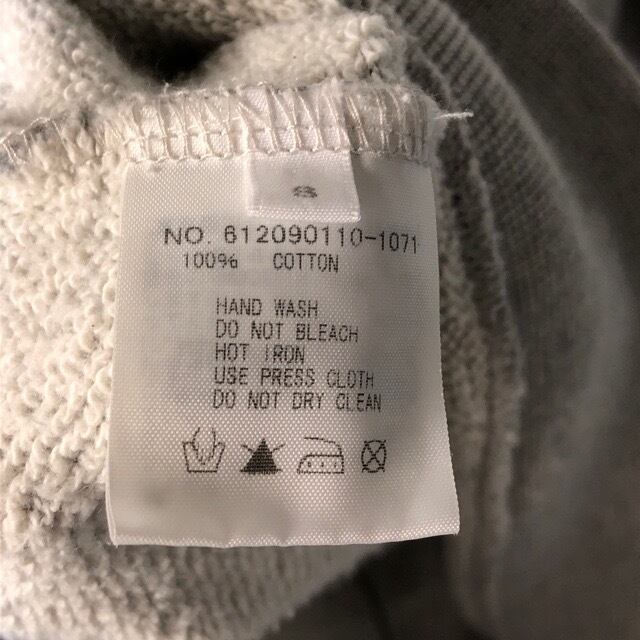 S
NO. 612090110-1071
100% COTTON
HAND WASH
DO NOT BLEACH
HOT IRON
USE PRESS CLOTH
DO NOT DRY CLEAN